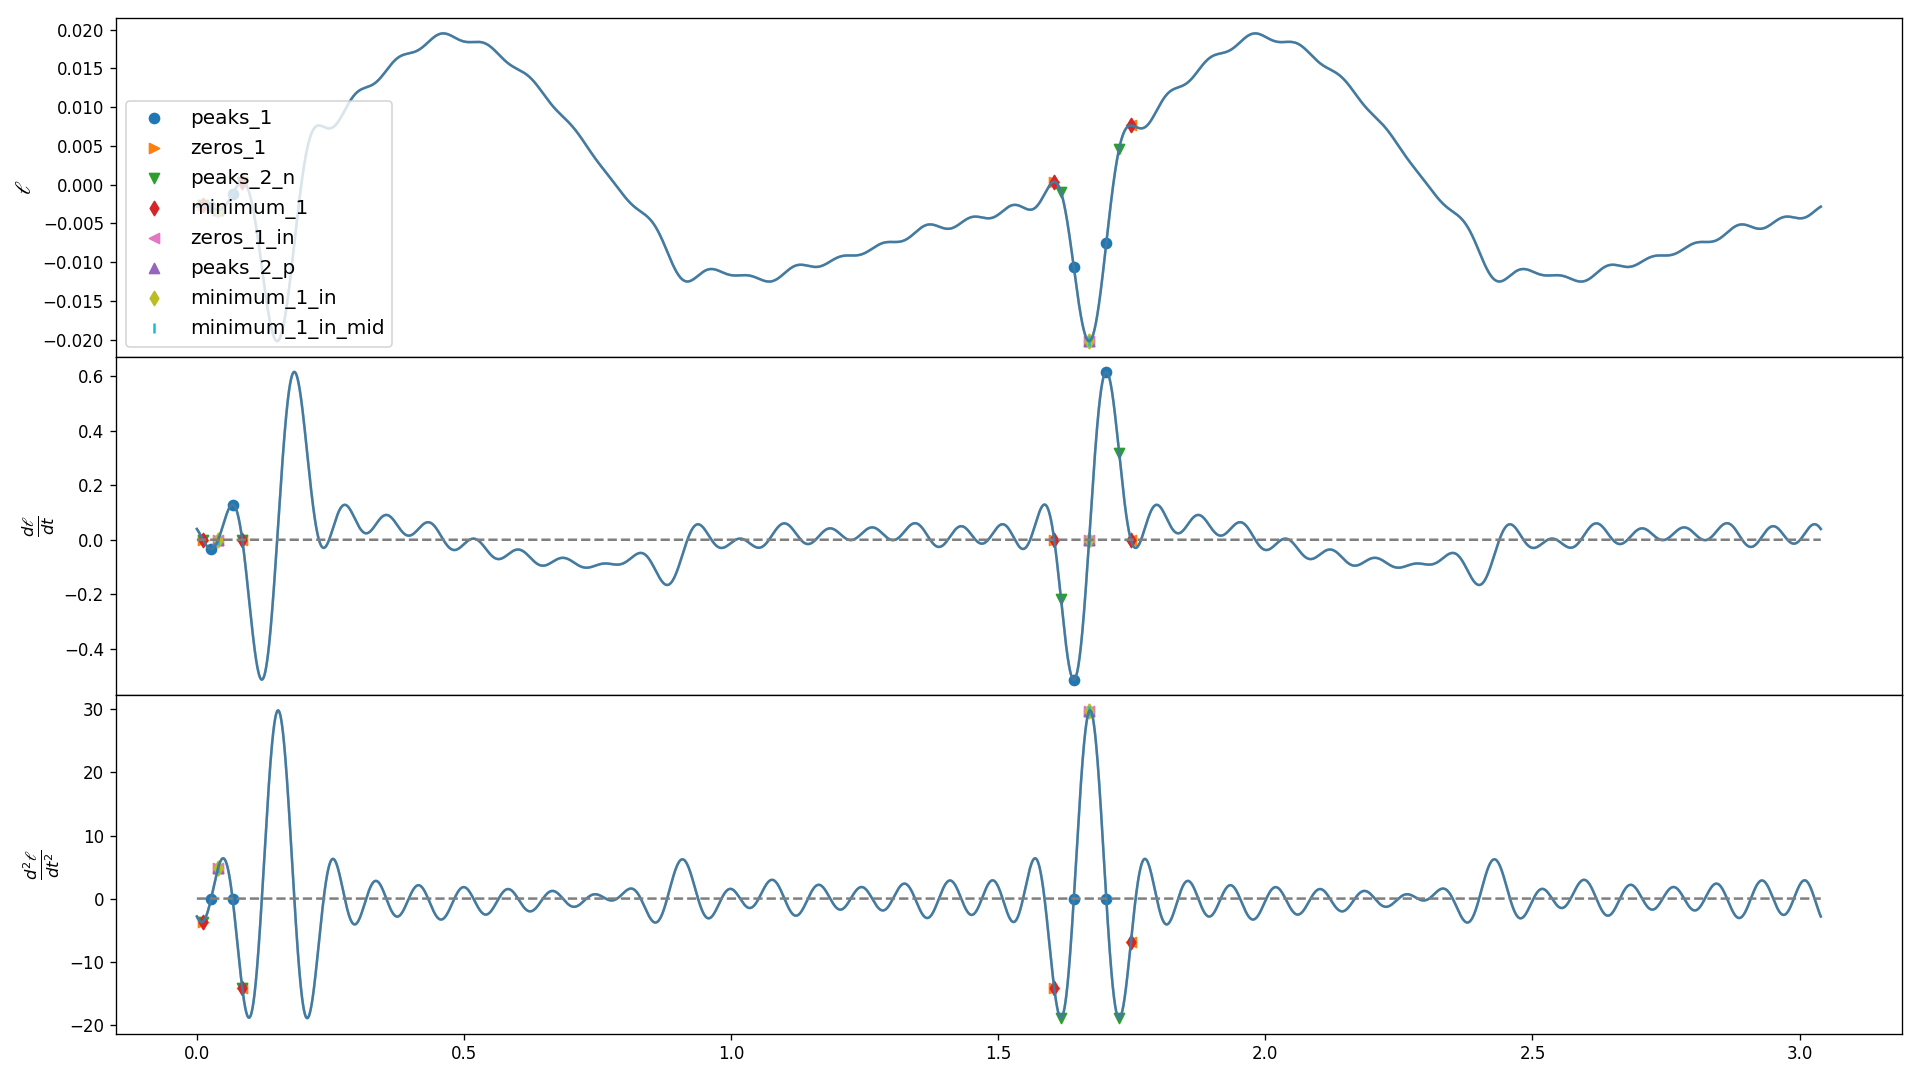 0.020
0.015
0.010
0.005
0.000
−0.005
−0.010
−0.015
−0.020
ℓ
peaks_1
zeros_1
peaks_2_n
minimum_1
zeros_1_in
peaks_2_p
minimum_1_in
minimum_1_in_mid
0.6
0.4
0.2
0.0
−0.2
−0.4
dℓ/dt
30
20
10
0
−10
−20
d²ℓ/dt²
0.0 0.5 1.0 1.5 2.0 2.5 3.0